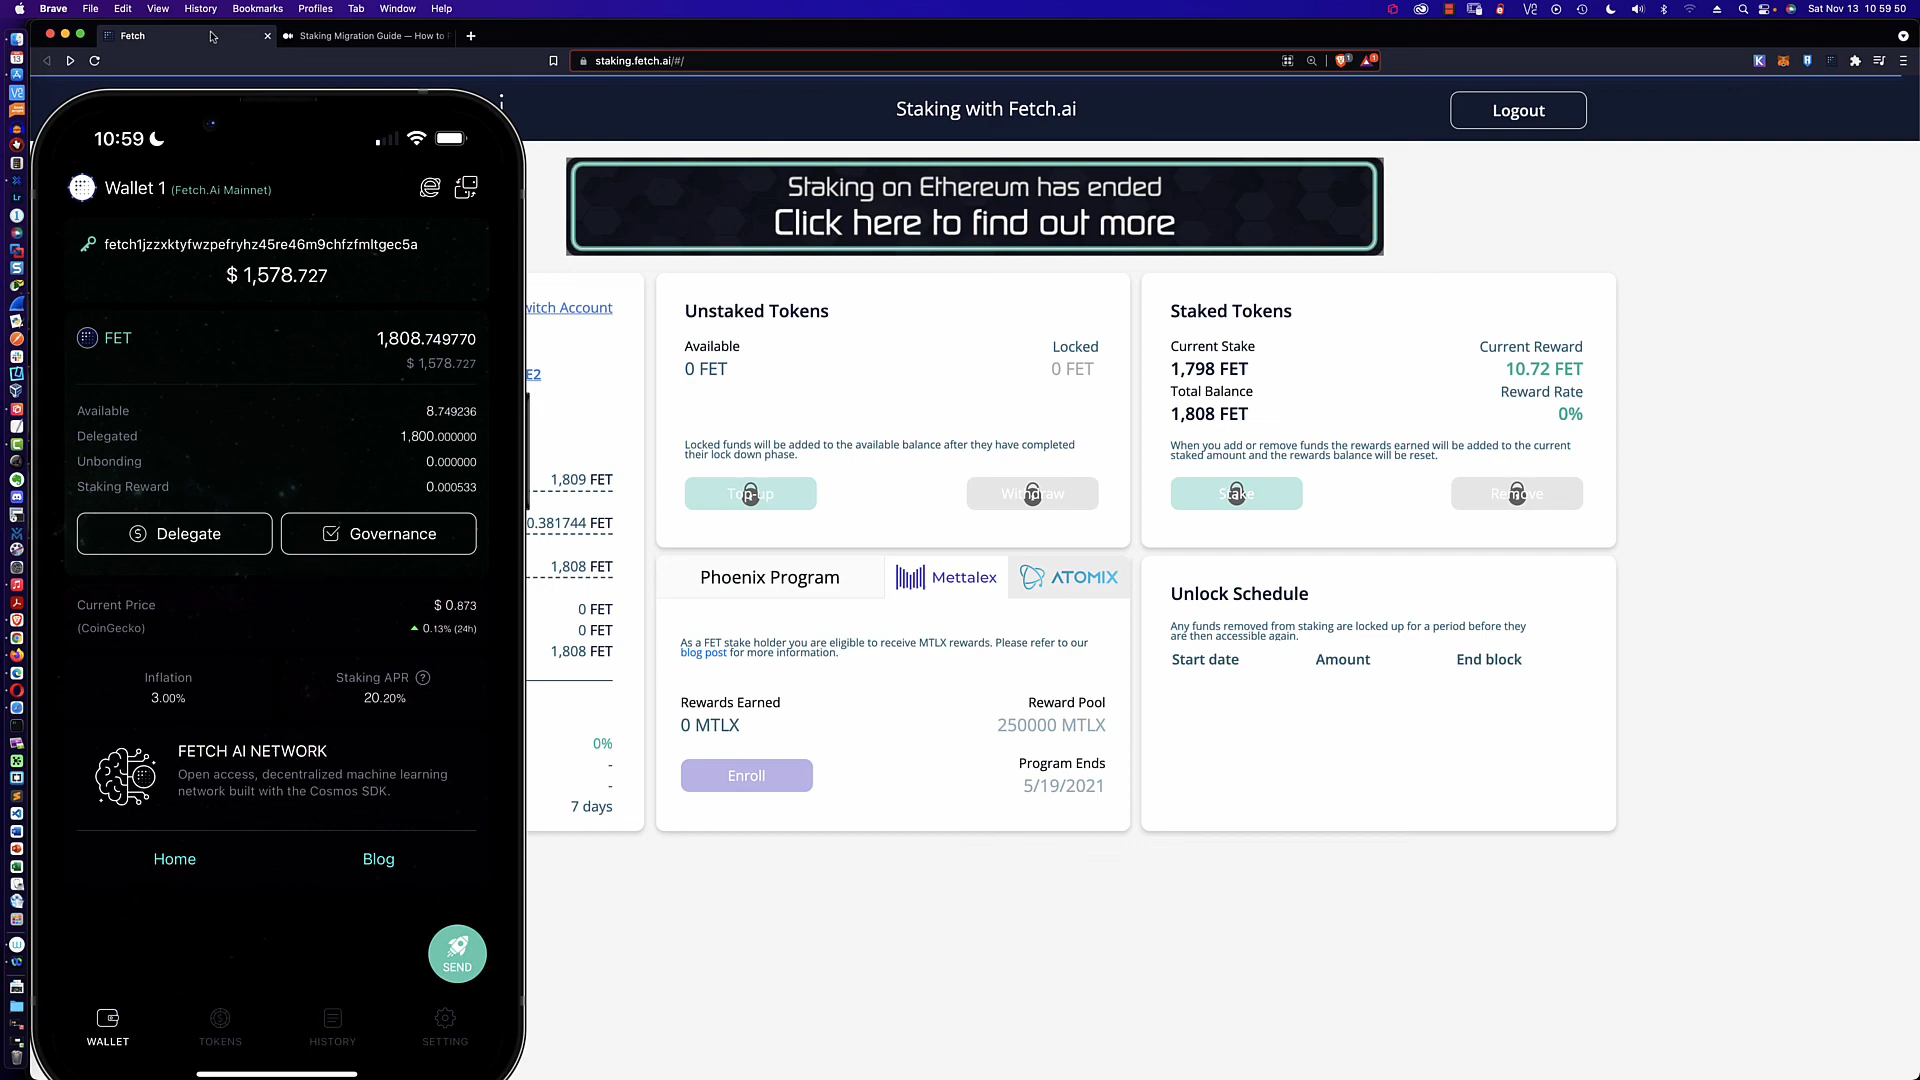 Brave File Edit View History Bookmarks Profiles Tab Window Help
Sat Nov 13 10 59 50
Fetch
Staking Migration Guide — How to
staking.fetch.ai/#/
Staking with Fetch.ai
Logout
Staking on Ethereum has ended
Click here to find out more
10:59
Wallet 1 (Fetch.Ai Mainnet)
fetch1jzzxktyfwzpefryhz45re46m9chfzfmltgec5a
$ 1,578.727
FET 1,808.749770
$ 1,578.727
Available 8.749236
Delegated 1,800.000000
Unbonding 0.000000
Staking Reward 0.000533
Delegate
Governance
Current Price $ 0.873
(CoinGecko) 0.13% (24h)
Inflation
3.00%
Staking APR ?
20.20%
FETCH AI NETWORK
Open access, decentralized machine learning
network built with the Cosmos SDK.
Home
Blog
SEND
WALLET
TOKENS
HISTORY
SETTING
witch Account
E2
1,809 FET
0.381744 FET
1,808 FET
0 FET
0 FET
1,808 FET
0%
-
-
7 days
Unstaked Tokens
Available
0 FET
Locked
0 FET
Locked funds will be added to the available balance after they have completed
their lock down phase.
Top-up
Withdraw
Staked Tokens
Current Stake
1,798 FET
Total Balance
1,808 FET
Current Reward
10.72 FET
Reward Rate
0%
When you add or remove funds the rewards earned will be added to the current
staked amount and the rewards balance will be reset.
Stake
Remove
Phoenix Program
Mettalex
ATOMIX
As a FET stake holder you are eligible to receive MTLX rewards. Please refer to our
blog post for more information.
Rewards Earned
0 MTLX
Reward Pool
250000 MTLX
Enroll
Program Ends
5/19/2021
Unlock Schedule
Any funds removed from staking are locked up for a period before they
are then accessible again.
Start date Amount End block